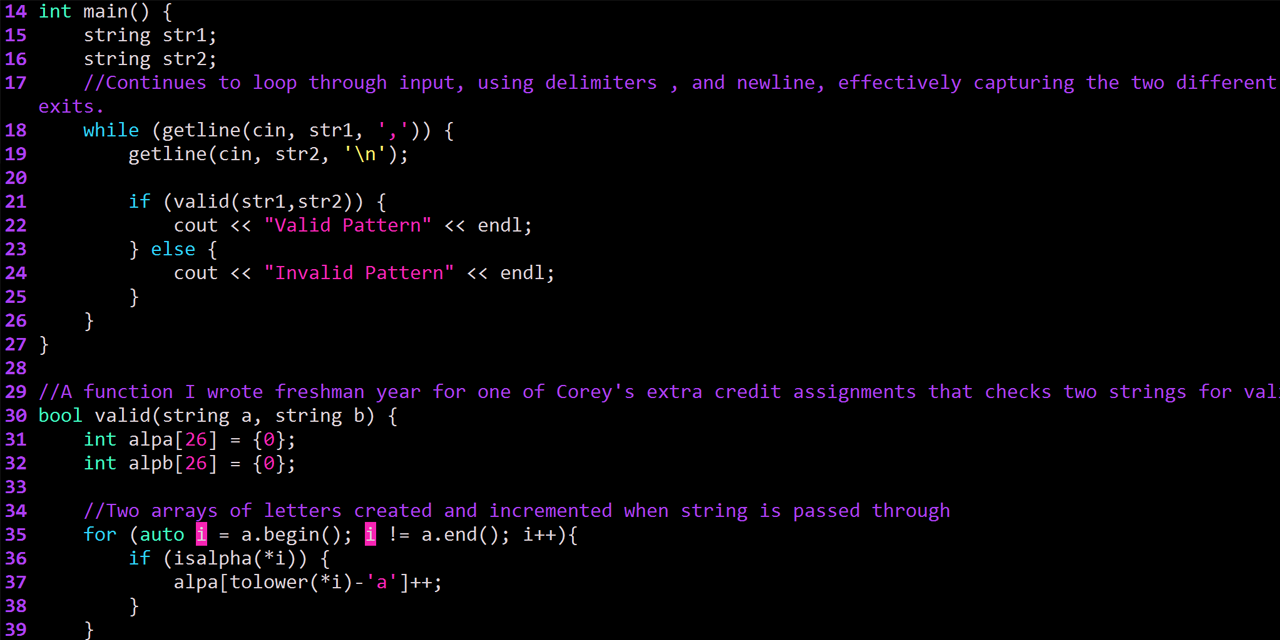 14 int main() {
15     string str1;
16     string str2;
17     //Continues to loop through input, using delimiters , and newline, effectively capturing the two different
exits.
18     while (getline(cin, str1, ',')) {
19         getline(cin, str2, '\n');
20
21         if (valid(str1,str2)) {
22             cout << "Valid Pattern" << endl;
23         } else {
24             cout << "Invalid Pattern" << endl;
25         }
26     }
27 }
28
29 //A function I wrote freshman year for one of Corey's extra credit assignments that checks two strings for
30 bool valid(string a, string b) {
31     int alpa[26] = {0};
32     int alpb[26] = {0};
33
34     //Two arrays of letters created and incremented when string is passed through
35     for (auto i = a.begin(); i != a.end(); i++){
36         if (isalpha(*i)) {
37             alpa[tolower(*i)-'a']++;
38         }
39     }